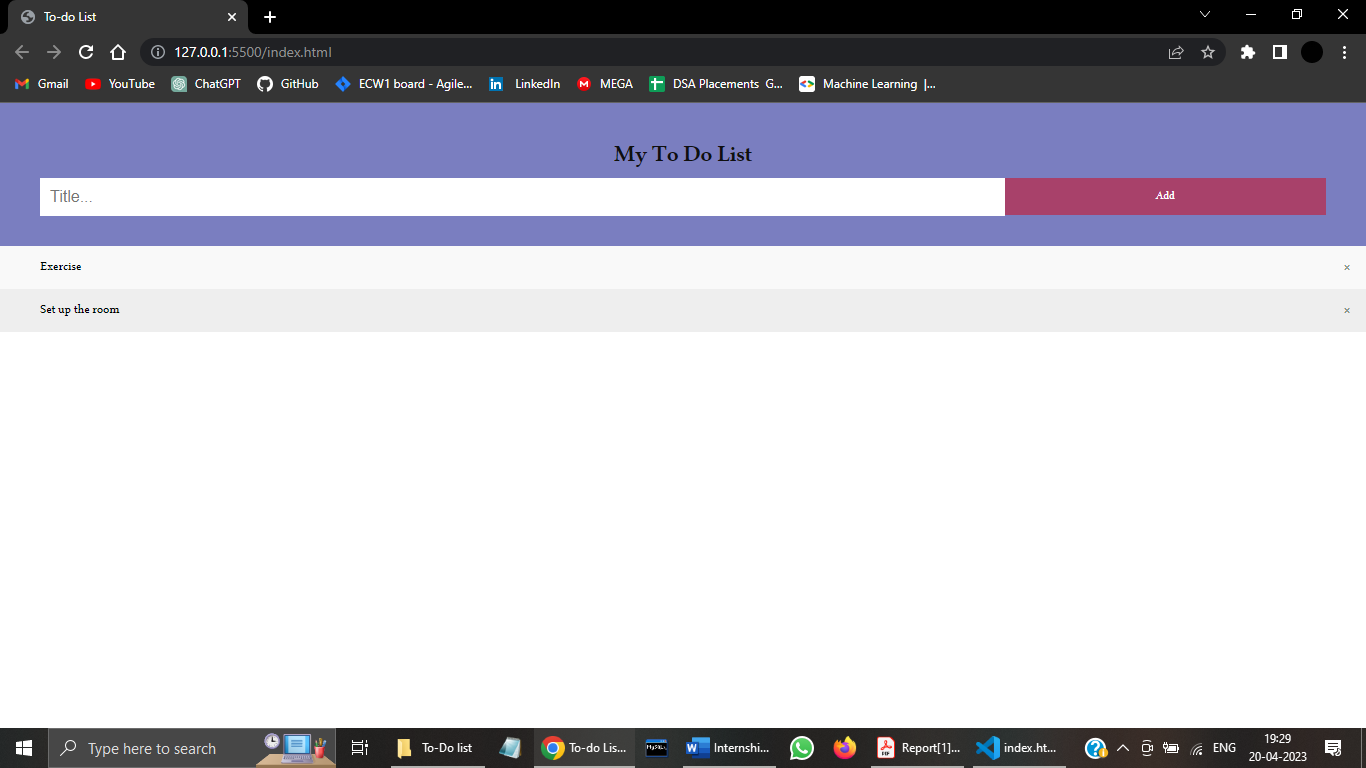 To-do List
127.0.0.1:5500/index.html
Gmail YouTube ChatGPT GitHub ECW1 board - Agile... LinkedIn MEGA DSA Placements G... Machine Learning |...
My To Do List
Title...
Add
Exercise ×
Set up the room ×
Type here to search
To-Do list
To-do Lis...
MySQL
Internshi...
Report[1]...
index.ht...
ENG
19:29
20-04-2023